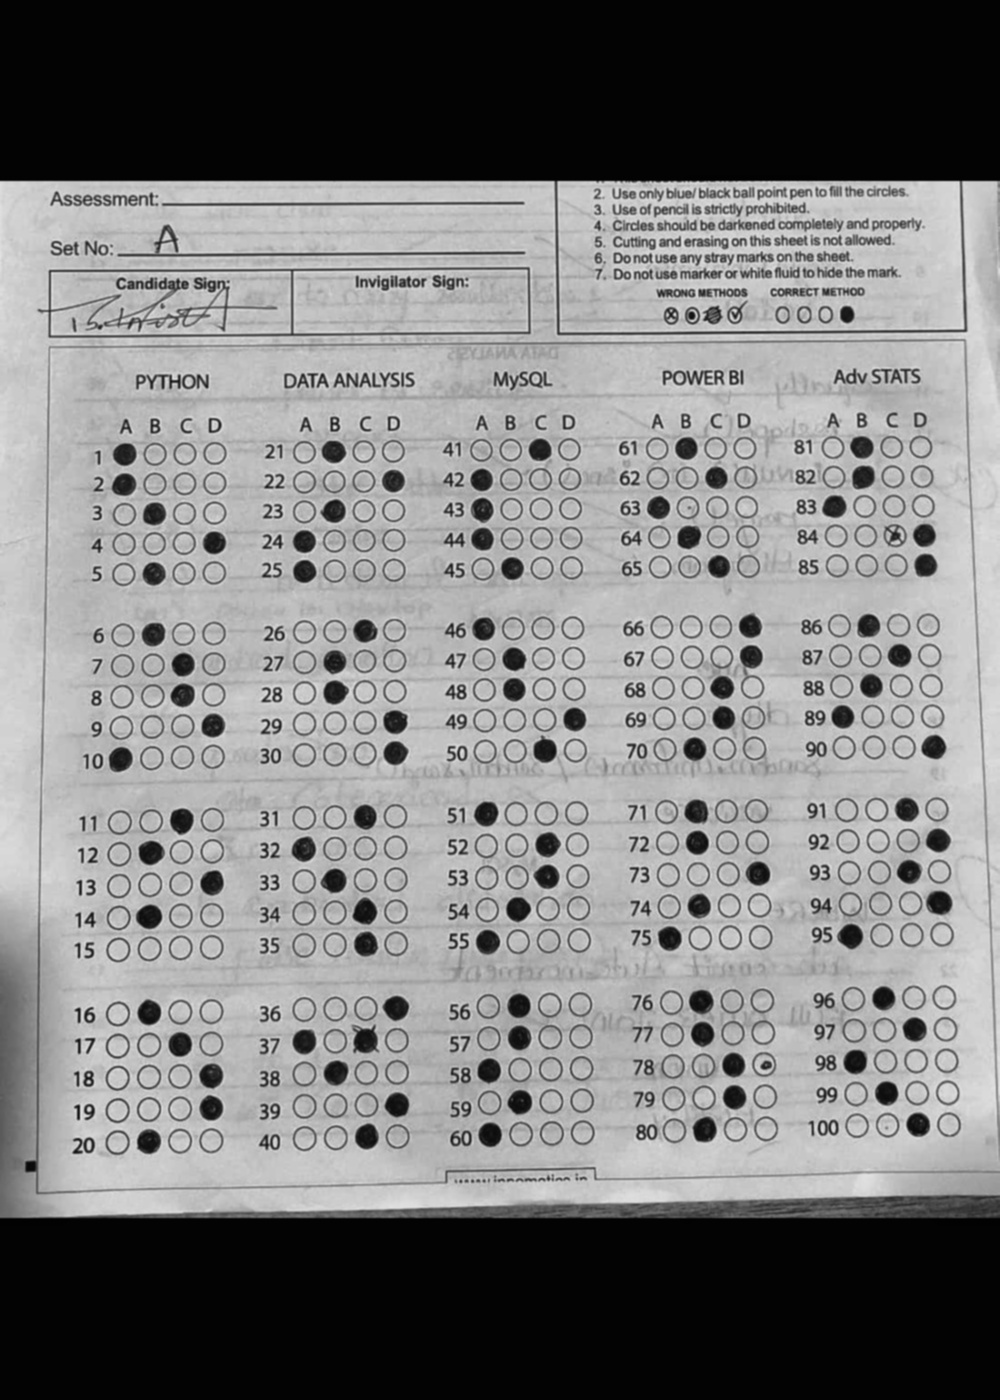 Assessment:
Set No: A
Candidate Sign:
Invigilator Sign:
2. Use only blue/ black ball point pen to fill the circles.
3. Use of pencil is strictly prohibited.
4. Circles should be darkened completely and properly.
5. Cutting and erasing on this sheet is not allowed.
6. Do not use any stray marks on the sheet.
7. Do not use marker or white fluid to hide the mark.
WRONG METHODS CORRECT METHOD
PYTHON DATA ANALYSIS MySQL POWER BI Adv STATS
A B C D A B C D A B C D A B C D A B C D
1 21 41 61 81
2 22 42 62 82
3 23 43 63 83
4 24 44 64 84
5 25 45 65 85
6 26 46 66 86
7 27 47 67 87
8 28 48 68 88
9 29 49 69 89
10 30 50 70 90
11 31 51 71 91
12 32 52 72 92
13 33 53 73 93
14 34 54 74 94
15 35 55 75 95
16 36 56 76 96
17 37 57 77 97
18 38 58 78 98
19 39 59 79 99
20 40 60 80 100